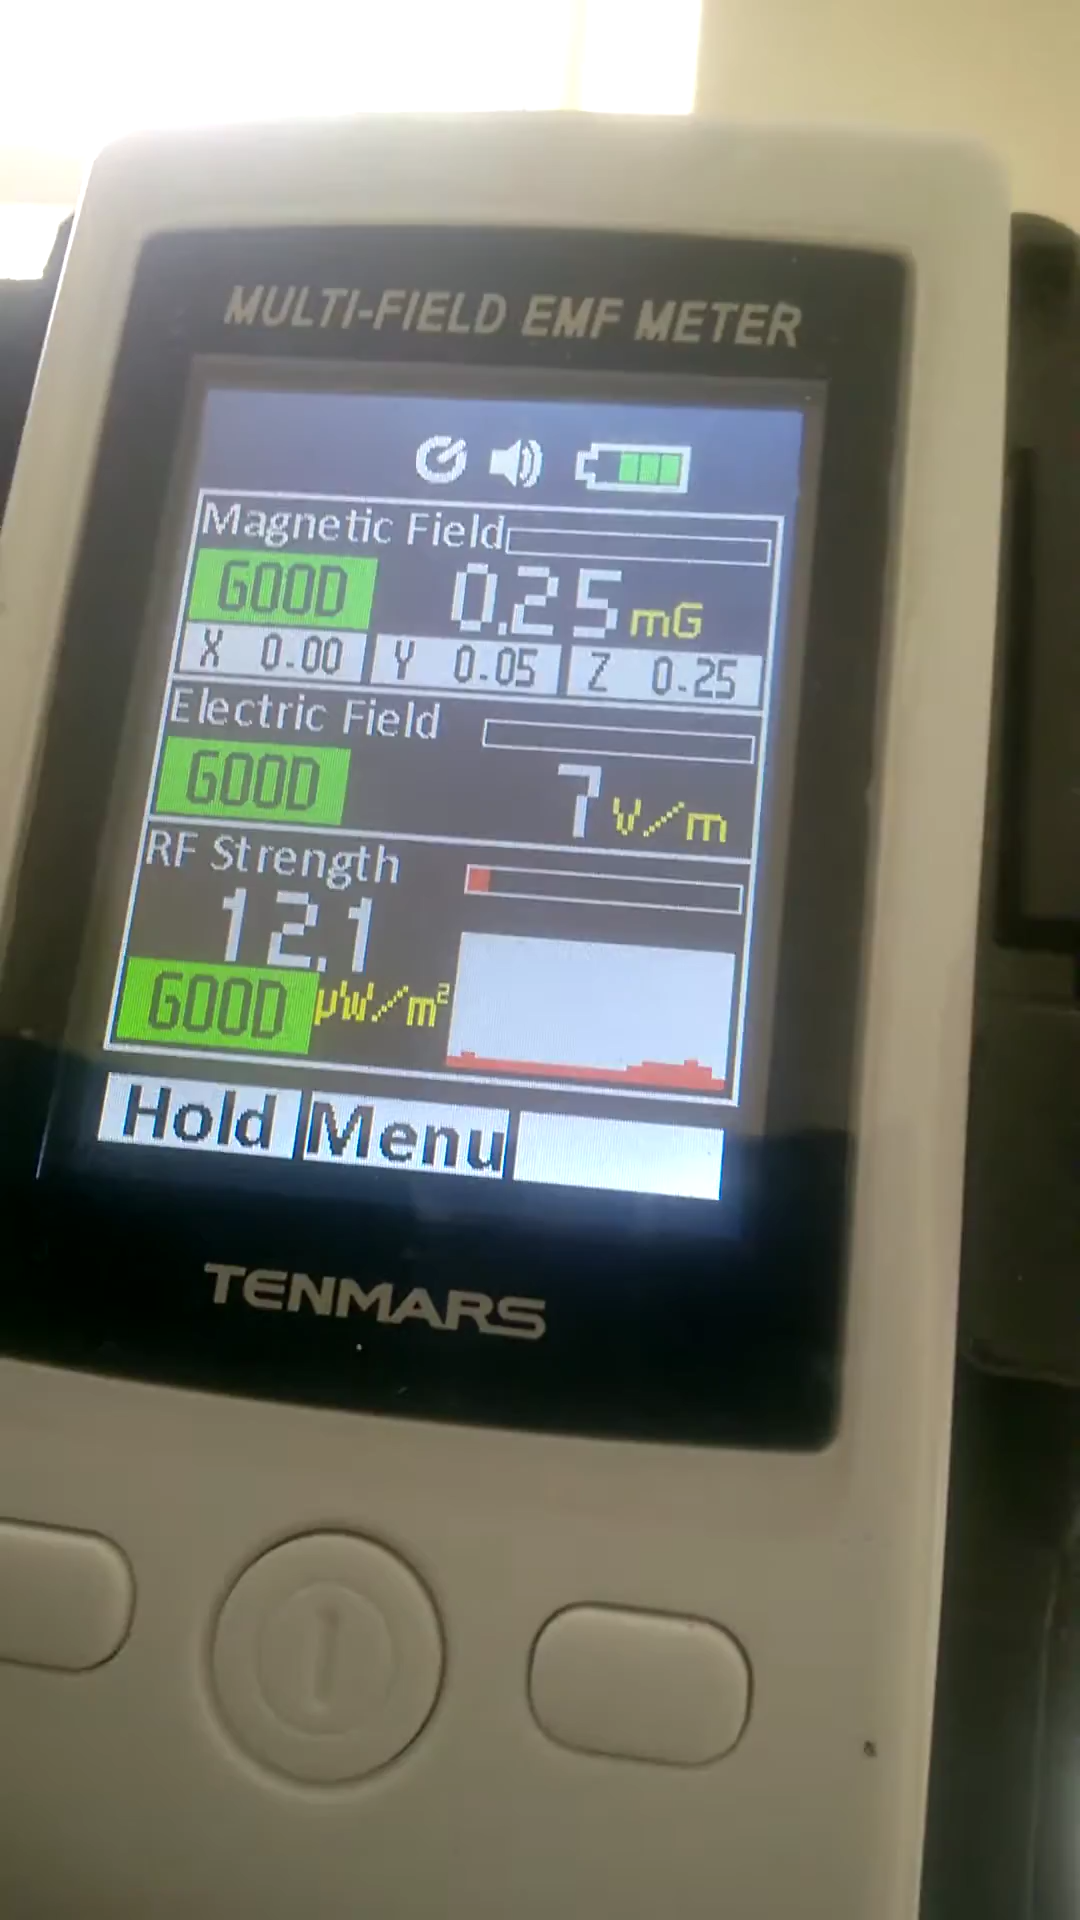 MULTI-FIELD EMF METER
Magnetic Field
GOOD 0.25 mG
X 0.00 Y 0.05 Z 0.25
Electric Field
GOOD 7 V/m
RF Strength
12.1
GOOD µW/m²
Hold Menu
TENMARS